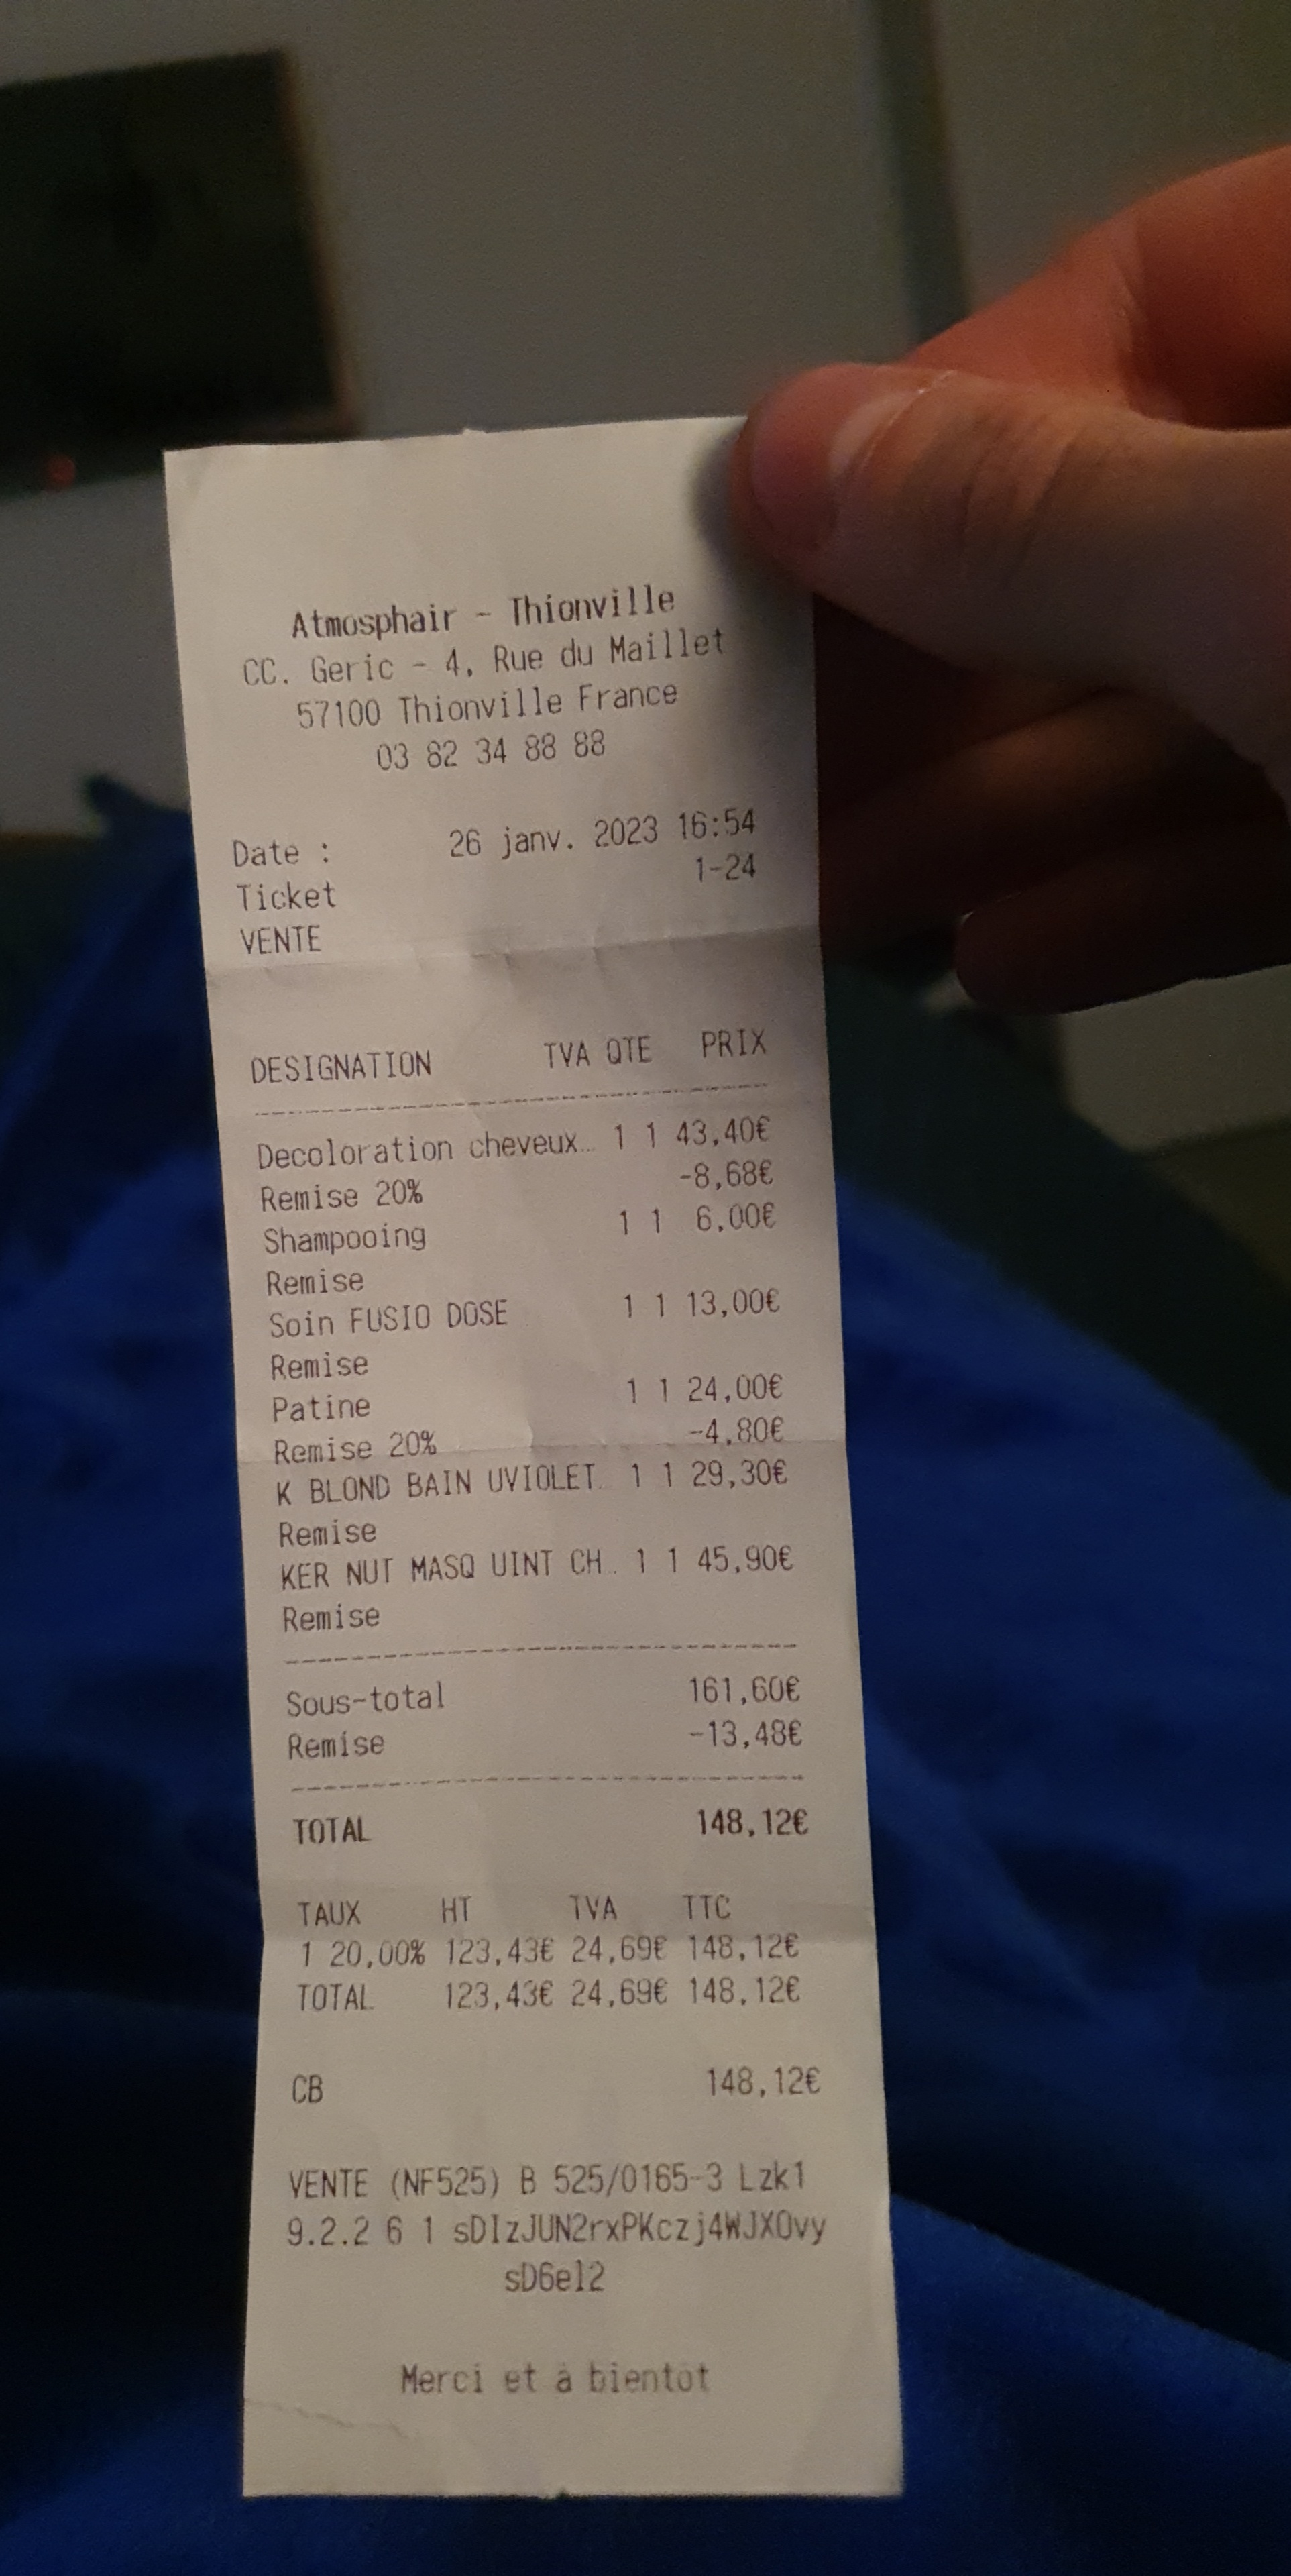 Atmosphair - Thionville
CC. Geric - 4, Rue du Maillet
57100 Thionville France
03 82 34 88 88
Date : 26 janv. 2023 16:54
Ticket 1-24
VENTE
DESIGNATION TVA QTE PRIX
Decoloration cheveux… 1 1 43,40€
Remise 20% -8,68€
Shampooing 1 1 6,00€
Remise
Soin FUSIO DOSE 1 1 13,00€
Remise
Patine 1 1 24,00€
Remise 20% -4,80€
K BLOND BAIN UVIOLET… 1 1 29,30€
Remise
KER NUT MASQ UINT CH… 1 1 45,90€
Remise
Sous-total 161,60€
Remise -13,48€
TOTAL 148,12€
TAUX HT TVA TTC
1 20,00% 123,43€ 24,69€ 148,12€
TOTAL 123,43€ 24,69€ 148,12€
CB 148,12€
VENTE (NF525) B 525/0165-3 Lzk1
9.2.2 6 1 sDIzJUN2rxPKczj4WJXOvy
sD6el2
Merci et à bientôt